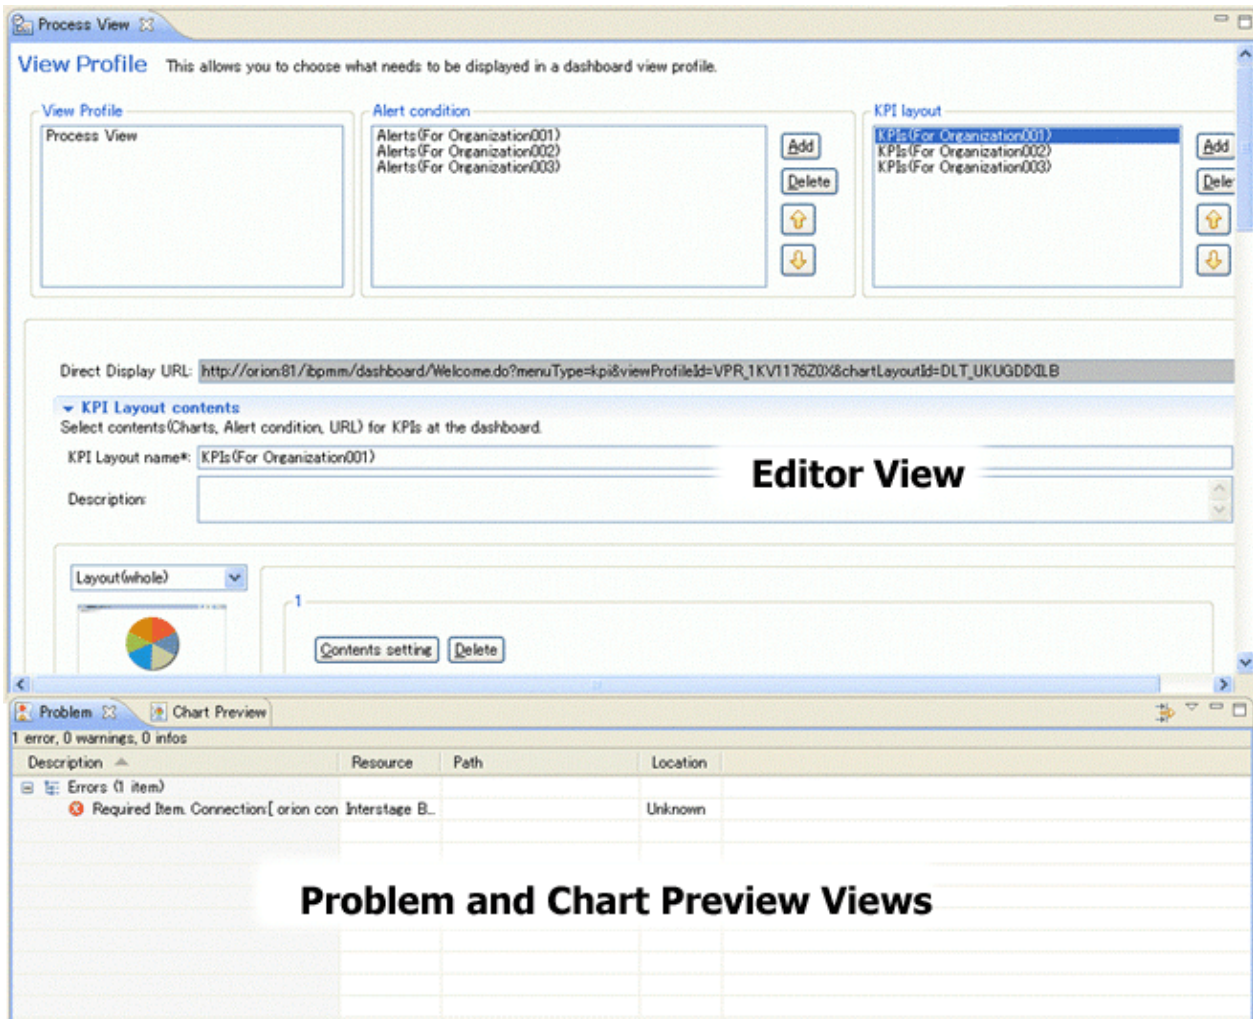 Process View
View Profile This allows you to choose what needs to be displayed in a dashboard view profile.
View Profile
Process View
Alert condition
Alerts(For Organization001)
Alerts(For Organization002)
Alerts(For Organization003)
Add
Delete
KPI layout
KPIs(For Organization001)
KPIs(For Organization002)
KPIs(For Organization003)
Add
Dele
Direct Display URL: http://orion:81/ibpmm/dashboard/Welcome.do?menuType=kpi&viewProfileId=VPR_1KV1176Z0X&chartLayoutId=DLT_UKUGDDXILB
KPI Layout contents
Select contents(Charts, Alert condition, URL) for KPIs at the dashboard.
KPI Layout name*: KPIs(For Organization001)
Editor View
Description:
Layout(whole)
1
Contents setting Delete
Problem Chart Preview
1 error, 0 warnings, 0 infos
Description Resource Path Location
Errors (1 item)
Required Item. Connection:[ orion con Interstage B... Unknown
Problem and Chart Preview Views